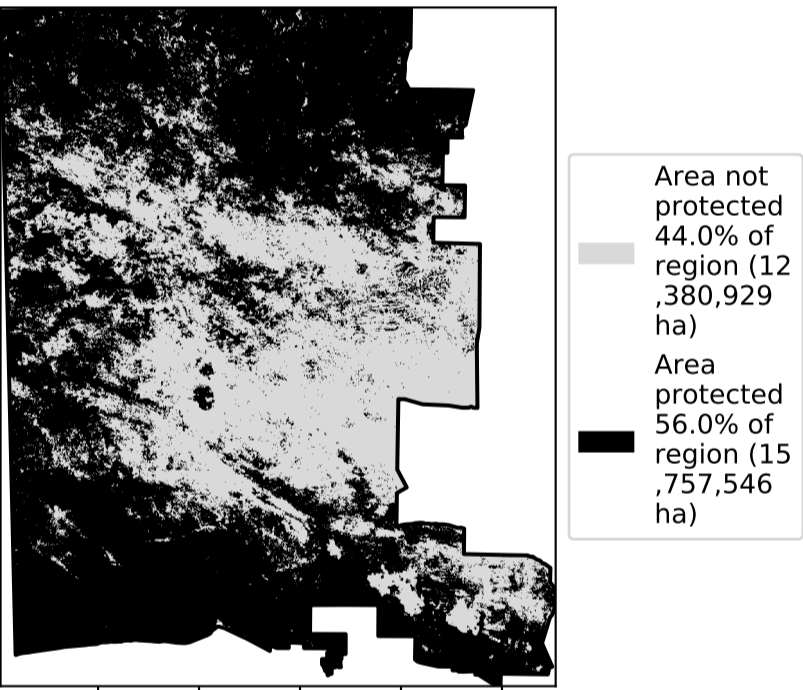 Area not
protected
44.0% of
region (12
,380,929
ha)
Area
protected
56.0% of
region (15
,757,546
ha)